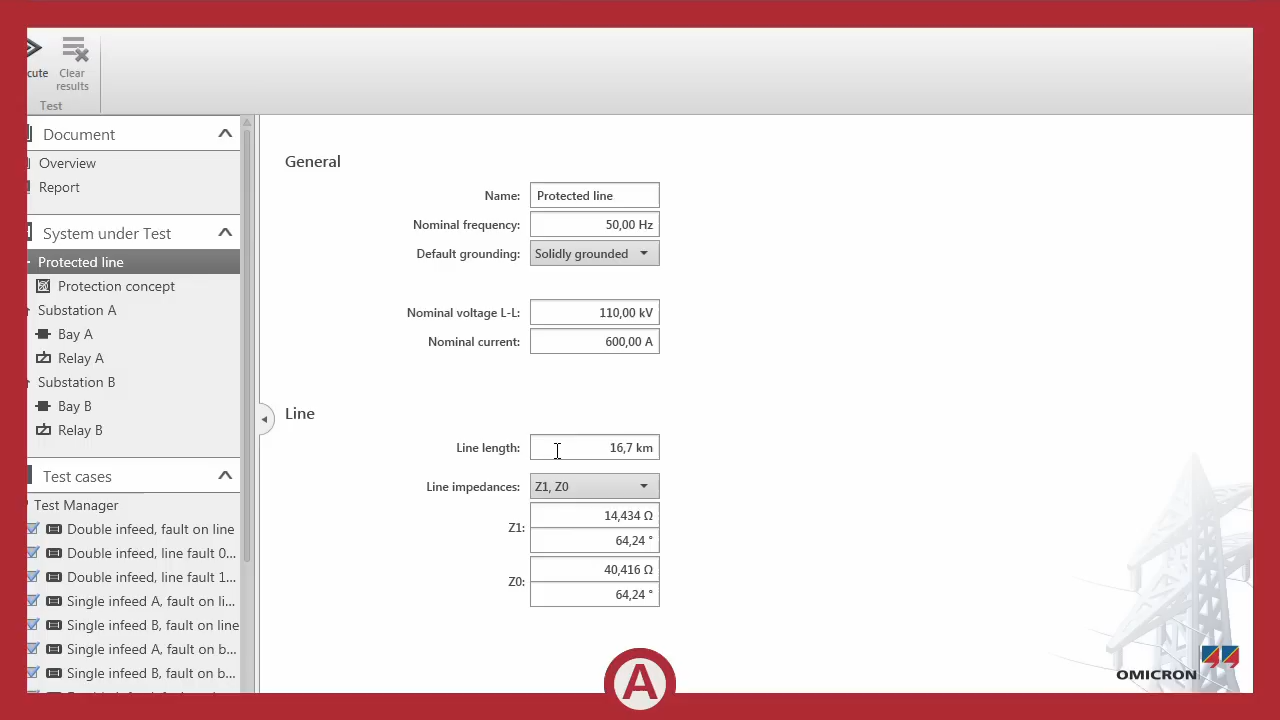 cute
Clear
results
Test
Document
Overview
Report
System under Test
Protected line
Protection concept
Substation A
Bay A
Relay A
Substation B
Bay B
Relay B
Test cases
Test Manager
Double infeed, fault on line
Double infeed, line fault 0...
Double infeed, line fault 1...
Single infeed A, fault on li...
Single infeed B, fault on line
Single infeed A, fault on b...
Single infeed B, fault on b...
General
Name: Protected line
Nominal frequency: 50,00 Hz
Default grounding: Solidly grounded
Nominal voltage L-L: 110,00 kV
Nominal current: 600,00 A
Line
Line length: 16,7 km
Line impedances: Z1, Z0
Z1: 14,434 Ω
64,24 °
Z0: 40,416 Ω
64,24 °
A
OMICRON